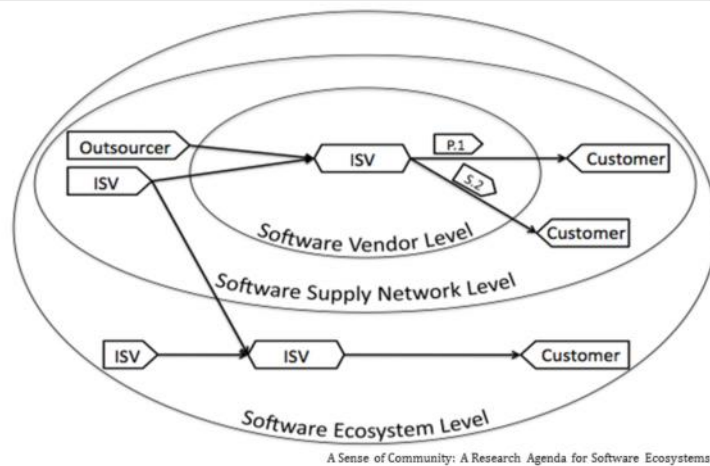 Outsourcer
ISV
ISV
P.1
S.2
Customer
Customer
Software Vendor Level
Software Supply Network Level
ISV
ISV
Customer
Software Ecosystem Level
A Sense of Community: A Research Agenda for Software Ecosystems